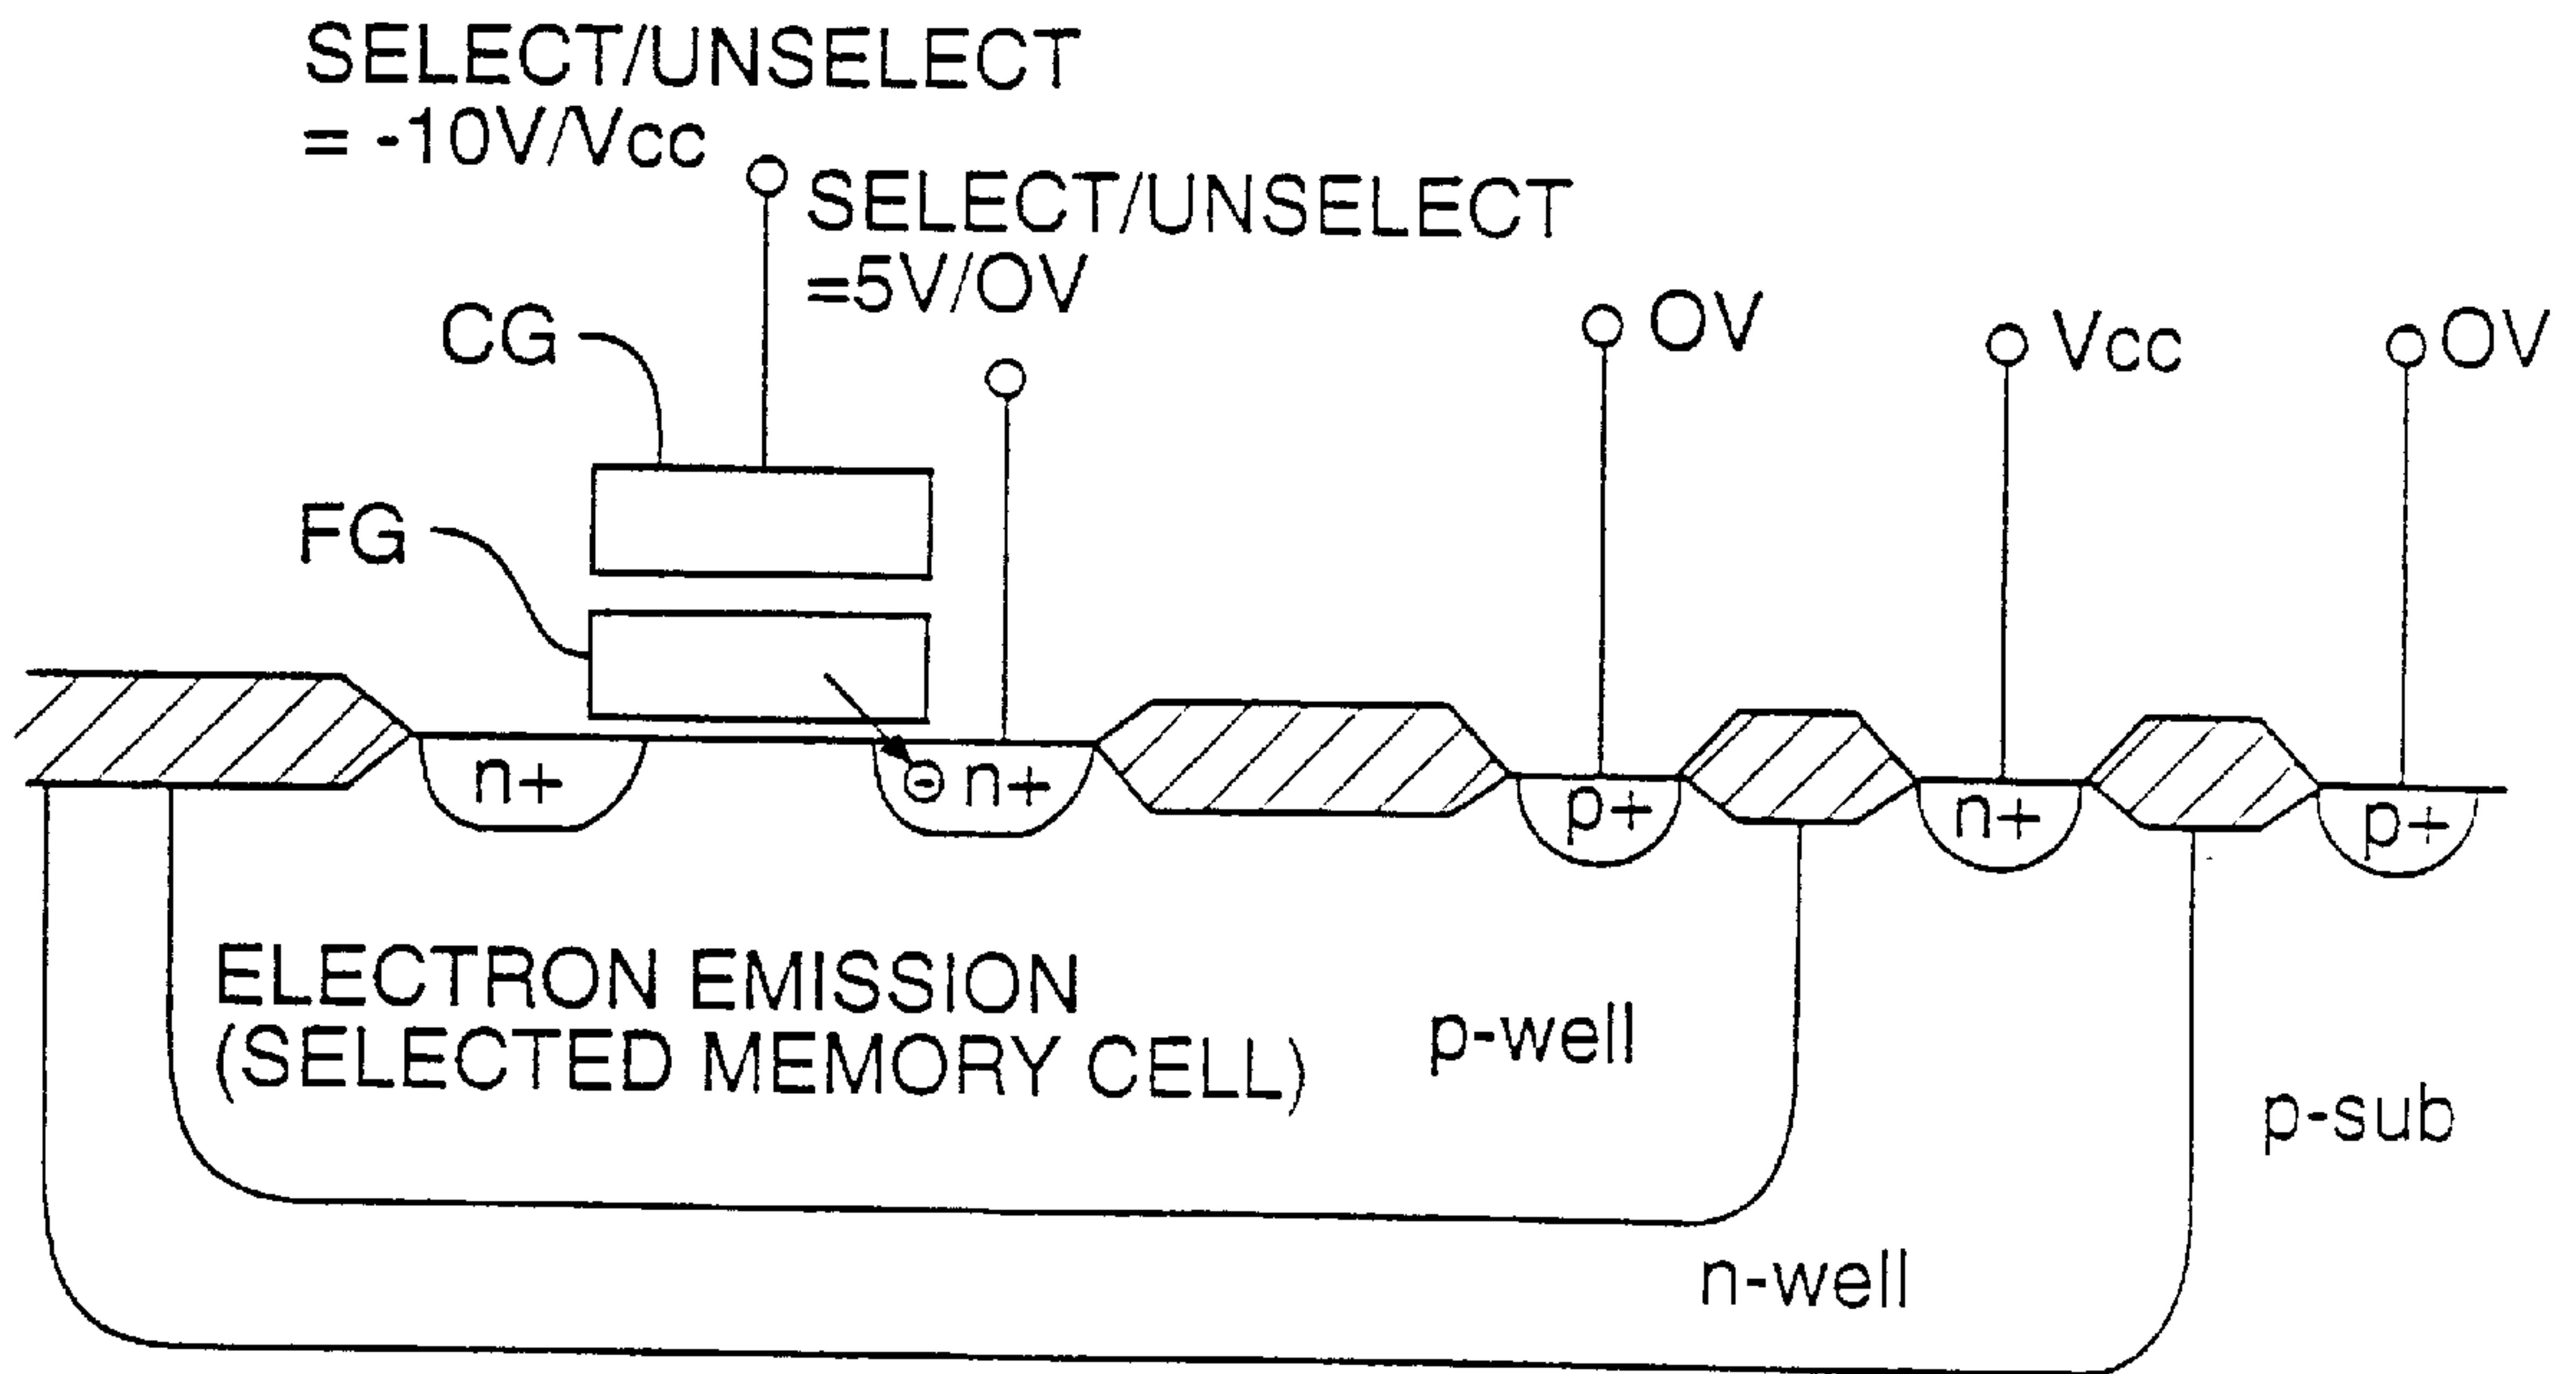 SELECT/UNSELECT
= -10V/Vcc
SELECT/UNSELECT
=5V/OV
CG
OV
Vcc
OV
FG
n+
⊖ n+
p+
n+
p+
ELECTRON EMISSION
(SELECTED MEMORY CELL)
p-well
p-sub
n-well